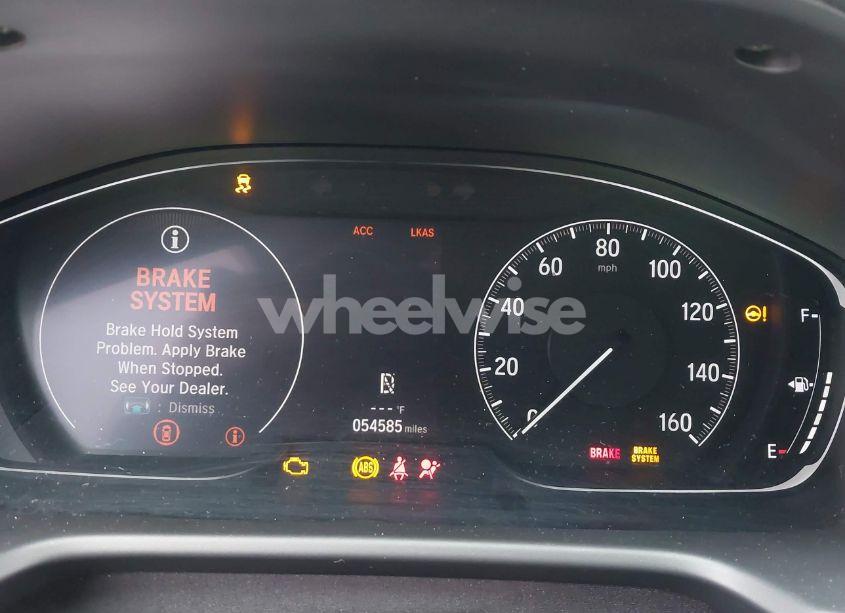 ACC LKAS
BRAKE
SYSTEM
Brake Hold System
Problem. Apply Brake
When Stopped.
See Your Dealer.
: Dismiss
---°F
054585 miles
ABS
0
20
40
60
80
100
120
140
160
mph
BRAKE
BRAKE
SYSTEM
F
E
wheelwise